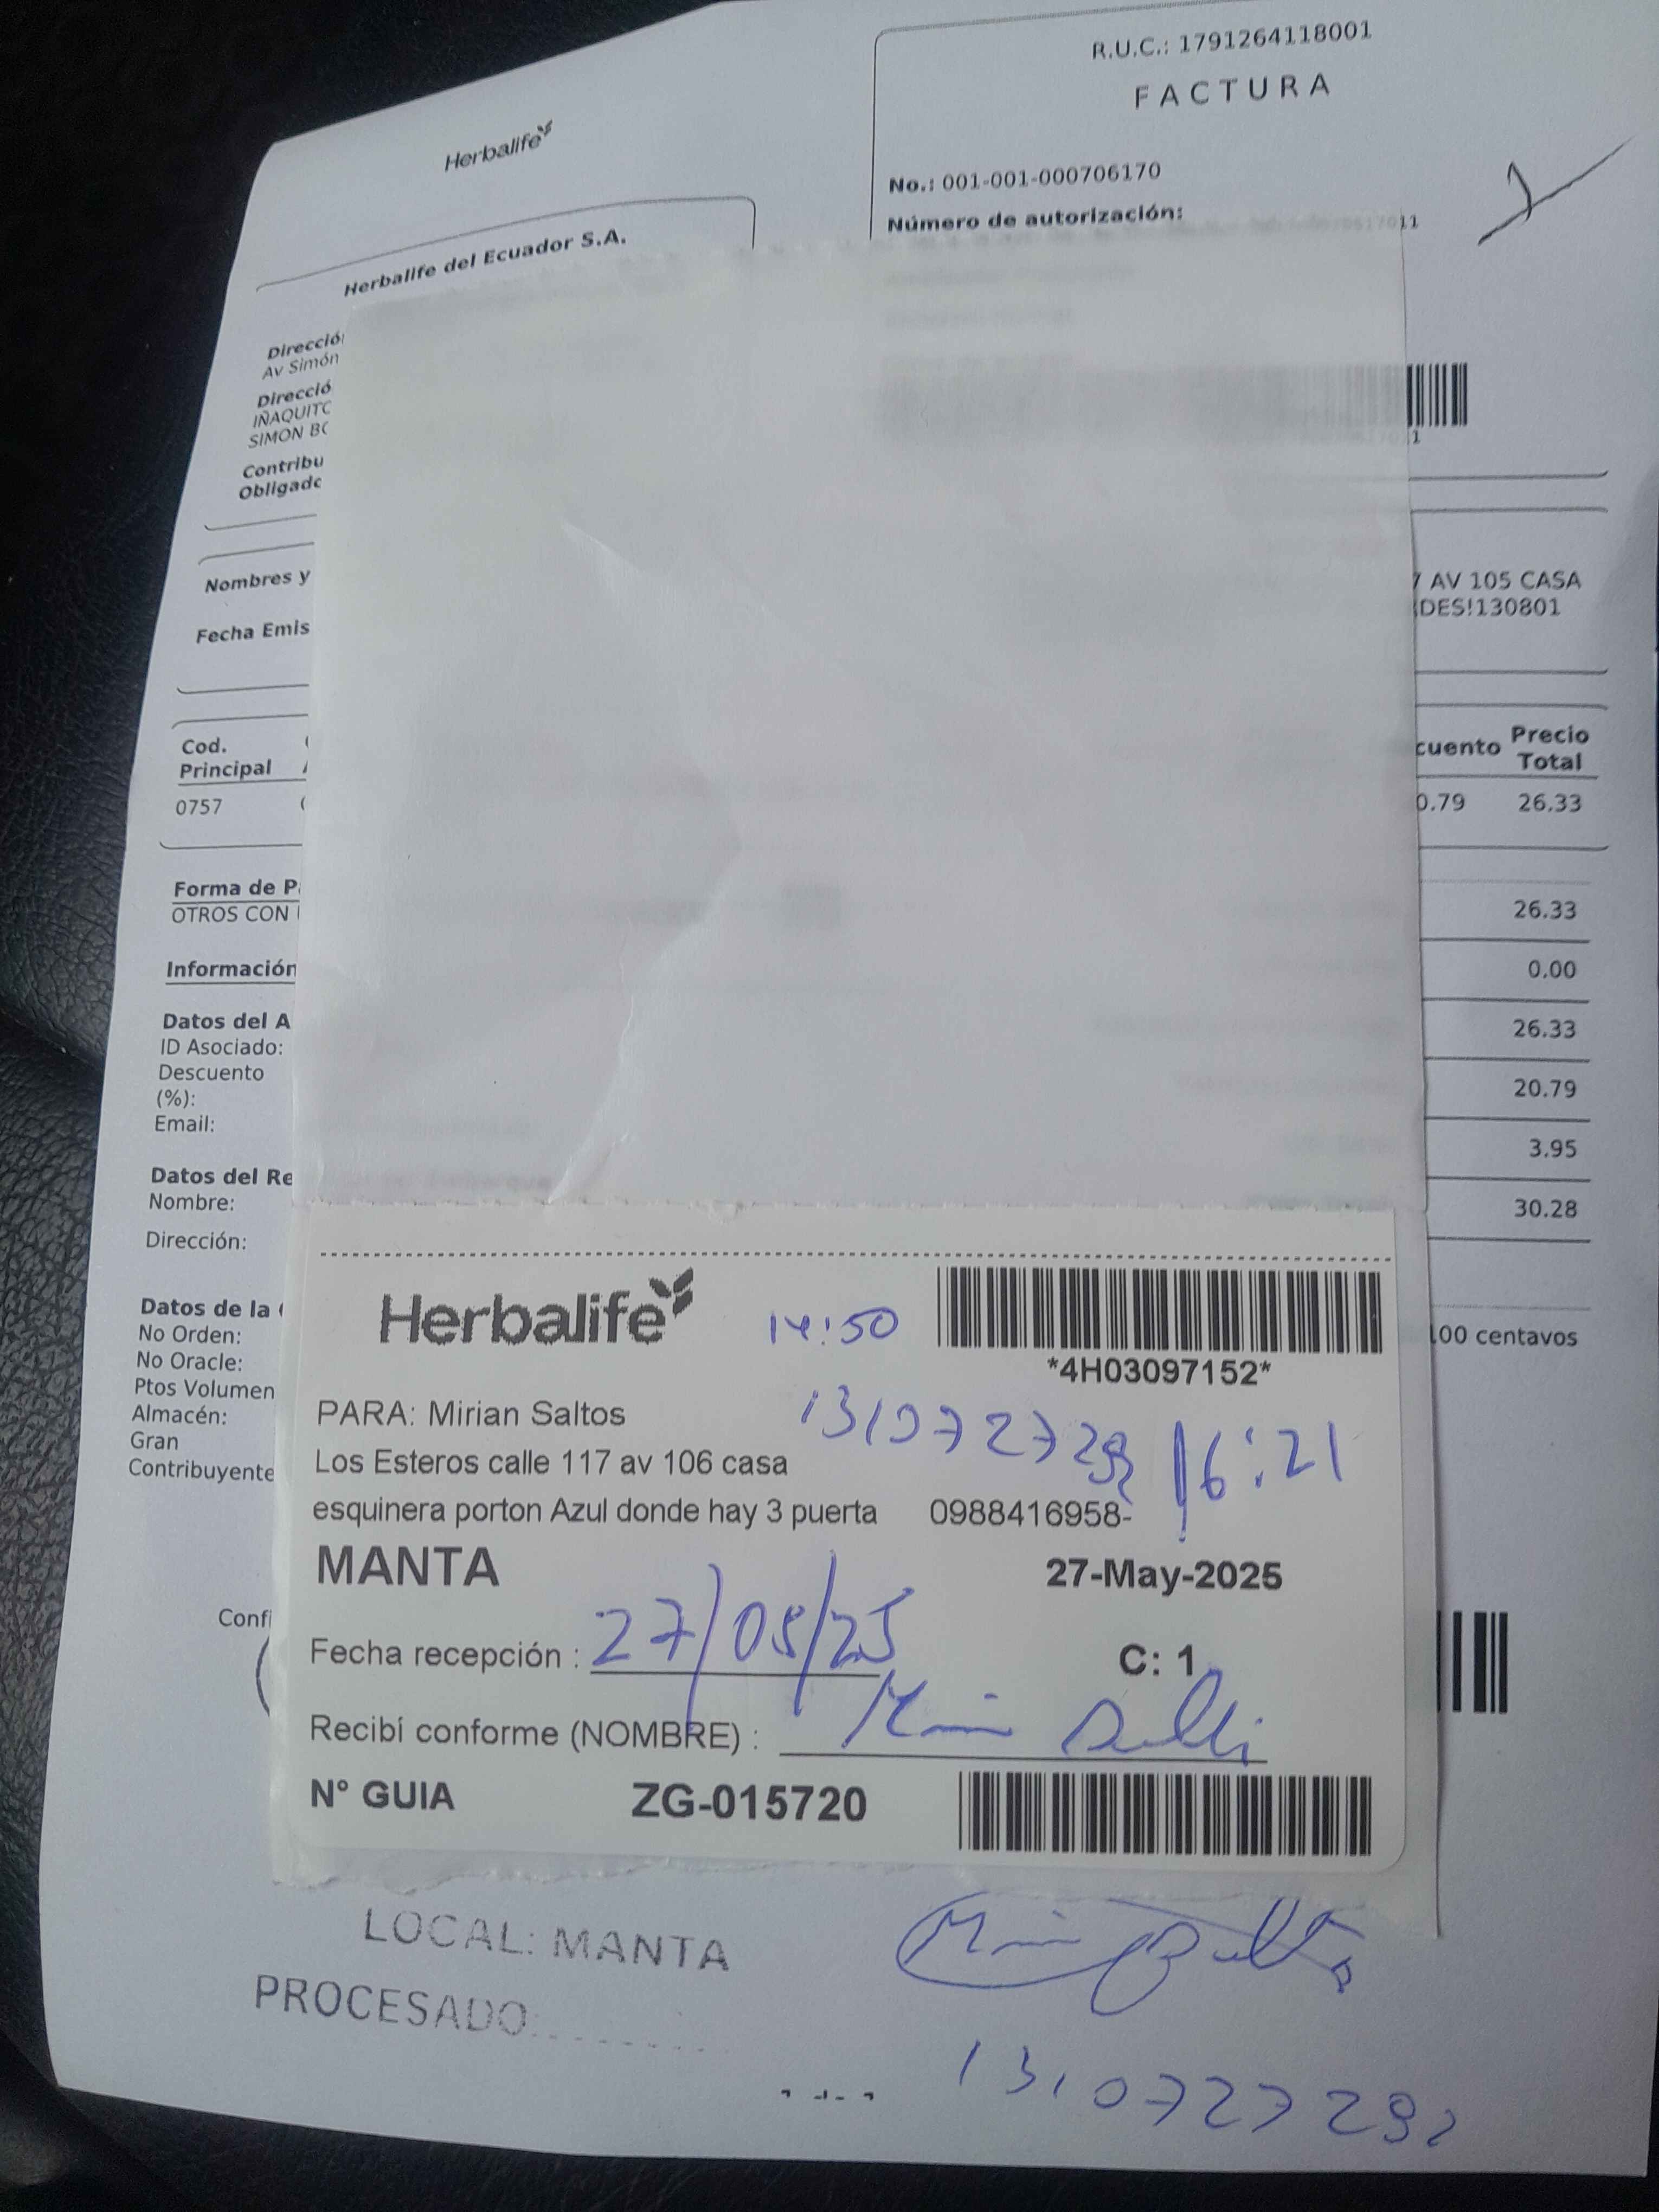 R.U.C.: 1791264118001
FACTURA
Herbalife
No.: 001-001-000706170
Número de autorización:
11
Herbalife del Ecuador S.A.
Direcció
Av Simón
Direcció
IÑAQUITO
SIMON BO
Contribu
Obligado
1
Nombres y
7 AV 105 CASA
DES!130801
Fecha Emis
Cod.
Principal
cuento
Precio
Total
0757
0.79
26.33
Forma de P
OTROS CON
26.33
Información
0.00
Datos del A
26.33
ID Asociado:
Descuento
(%):
20.79
Email:
3.95
Datos del Re
Nombre:
30.28
Dirección:
Datos de la
No Orden:
100 centavos
No Oracle:
Ptos Volumen
Almacén:
Gran
Contribuyente
Herbalife
14:50
*4H03097152*
PARA: Mirian Saltos
16:21
Los Esteros calle 117 av 106 casa
esquinera porton Azul donde hay 3 puerta 0988416958-
MANTA
27-May-2025
Confi
Fecha recepción : 27/05/25
C: 1
Recibí conforme (NOMBRE) :
N° GUIA ZG-015720
LOCAL: MANTA
PROCESADO: